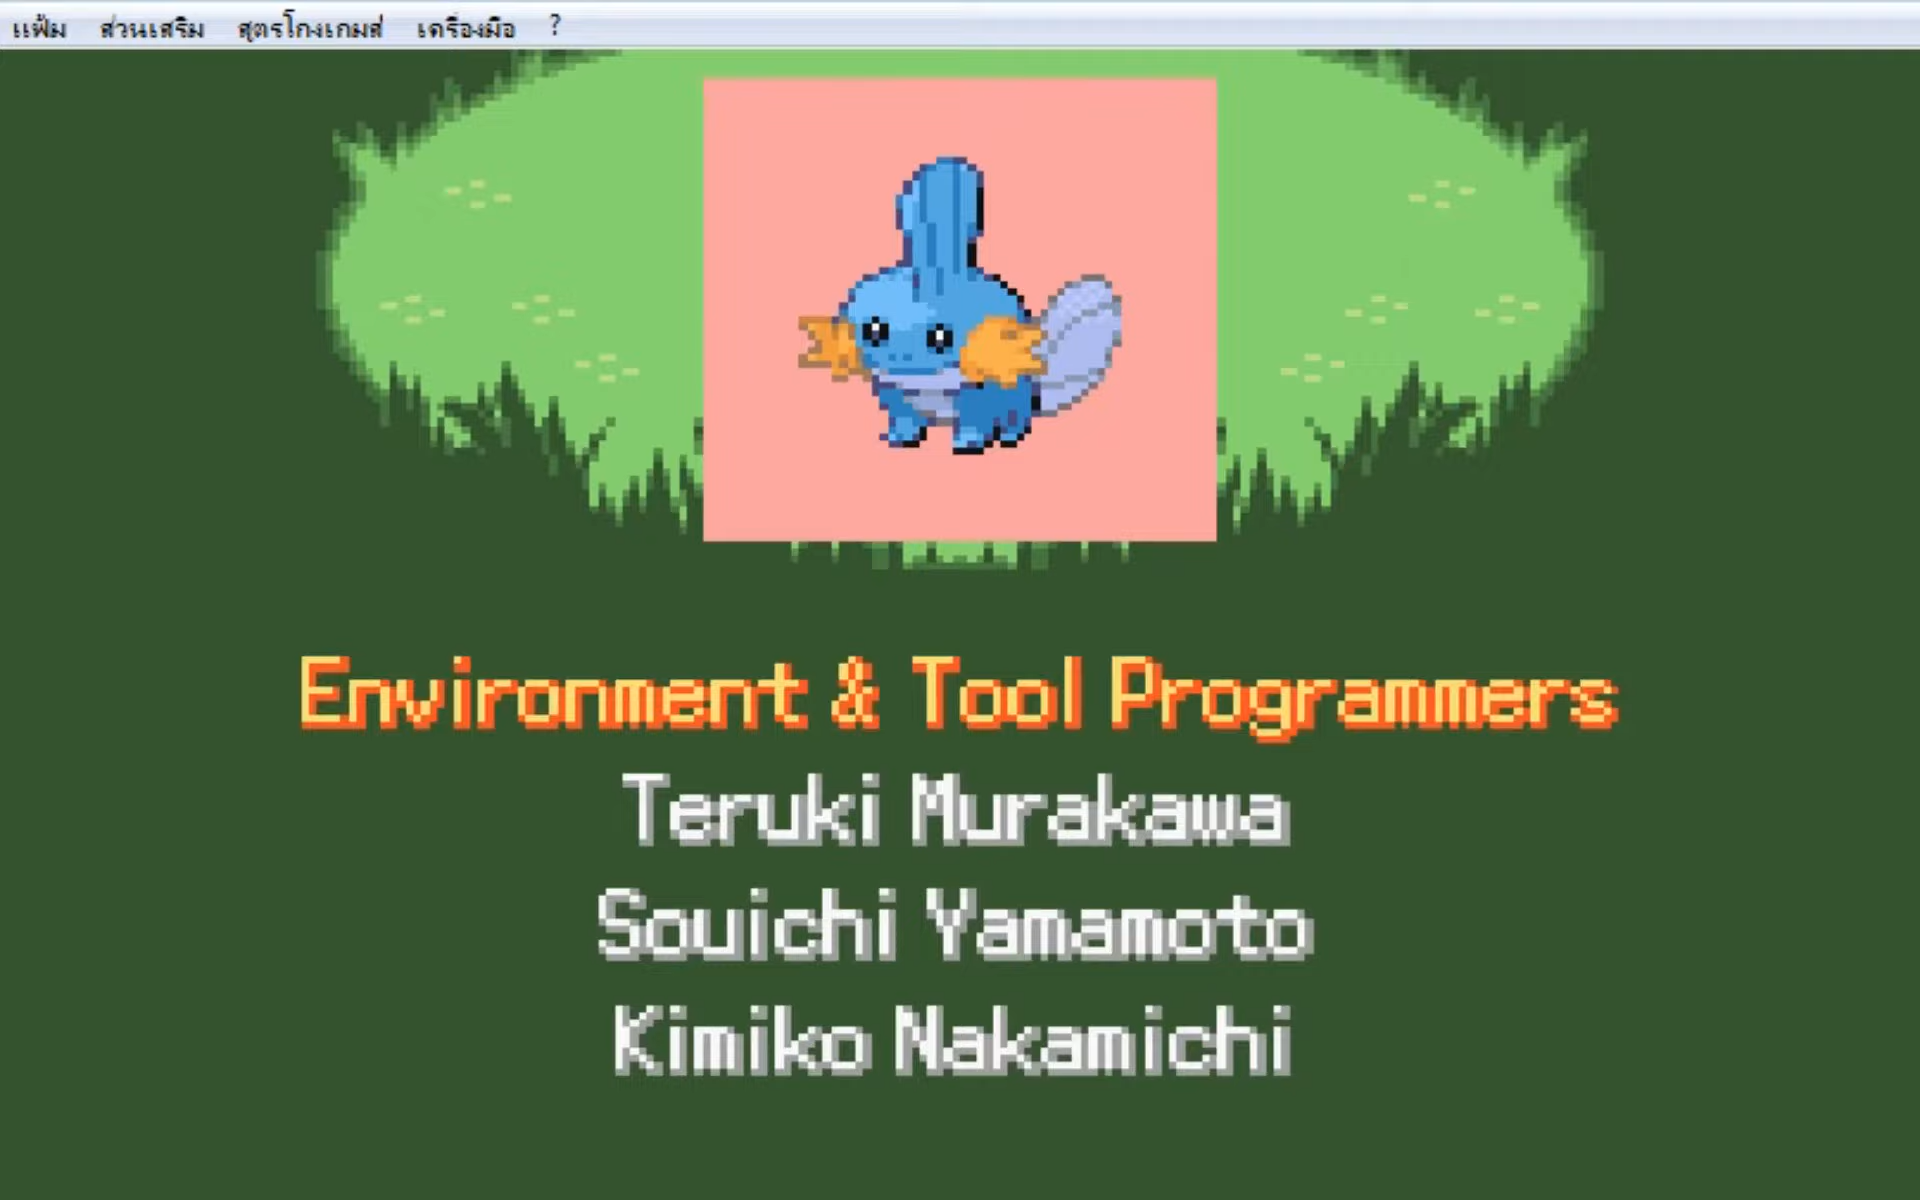 แฟ้ม ส่วนเสริม สูตรโกงเกมส์ เครื่องมือ ?
Environment & Tool Programmers
Teruki Murakawa
Souichi Yamamoto
Kimiko Nakamichi